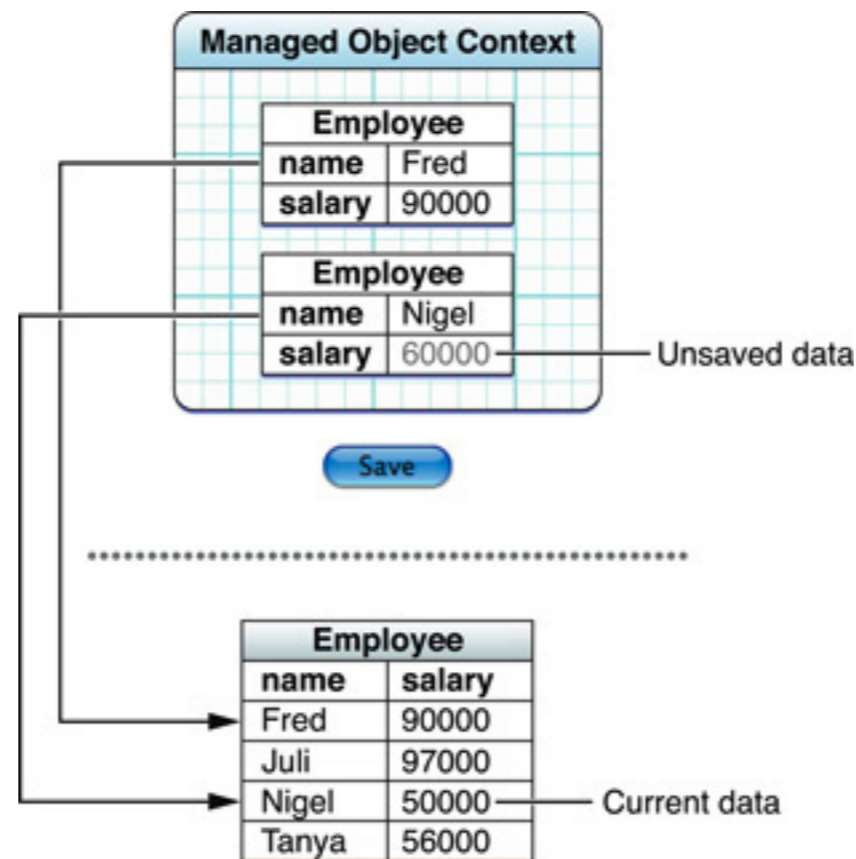 Managed Object Context
Employee
name Fred
salary 90000
Employee
name Nigel
salary 60000 Unsaved data
Save
Employee
name salary
Fred 90000
Juli 97000
Nigel 50000 Current data
Tanya 56000